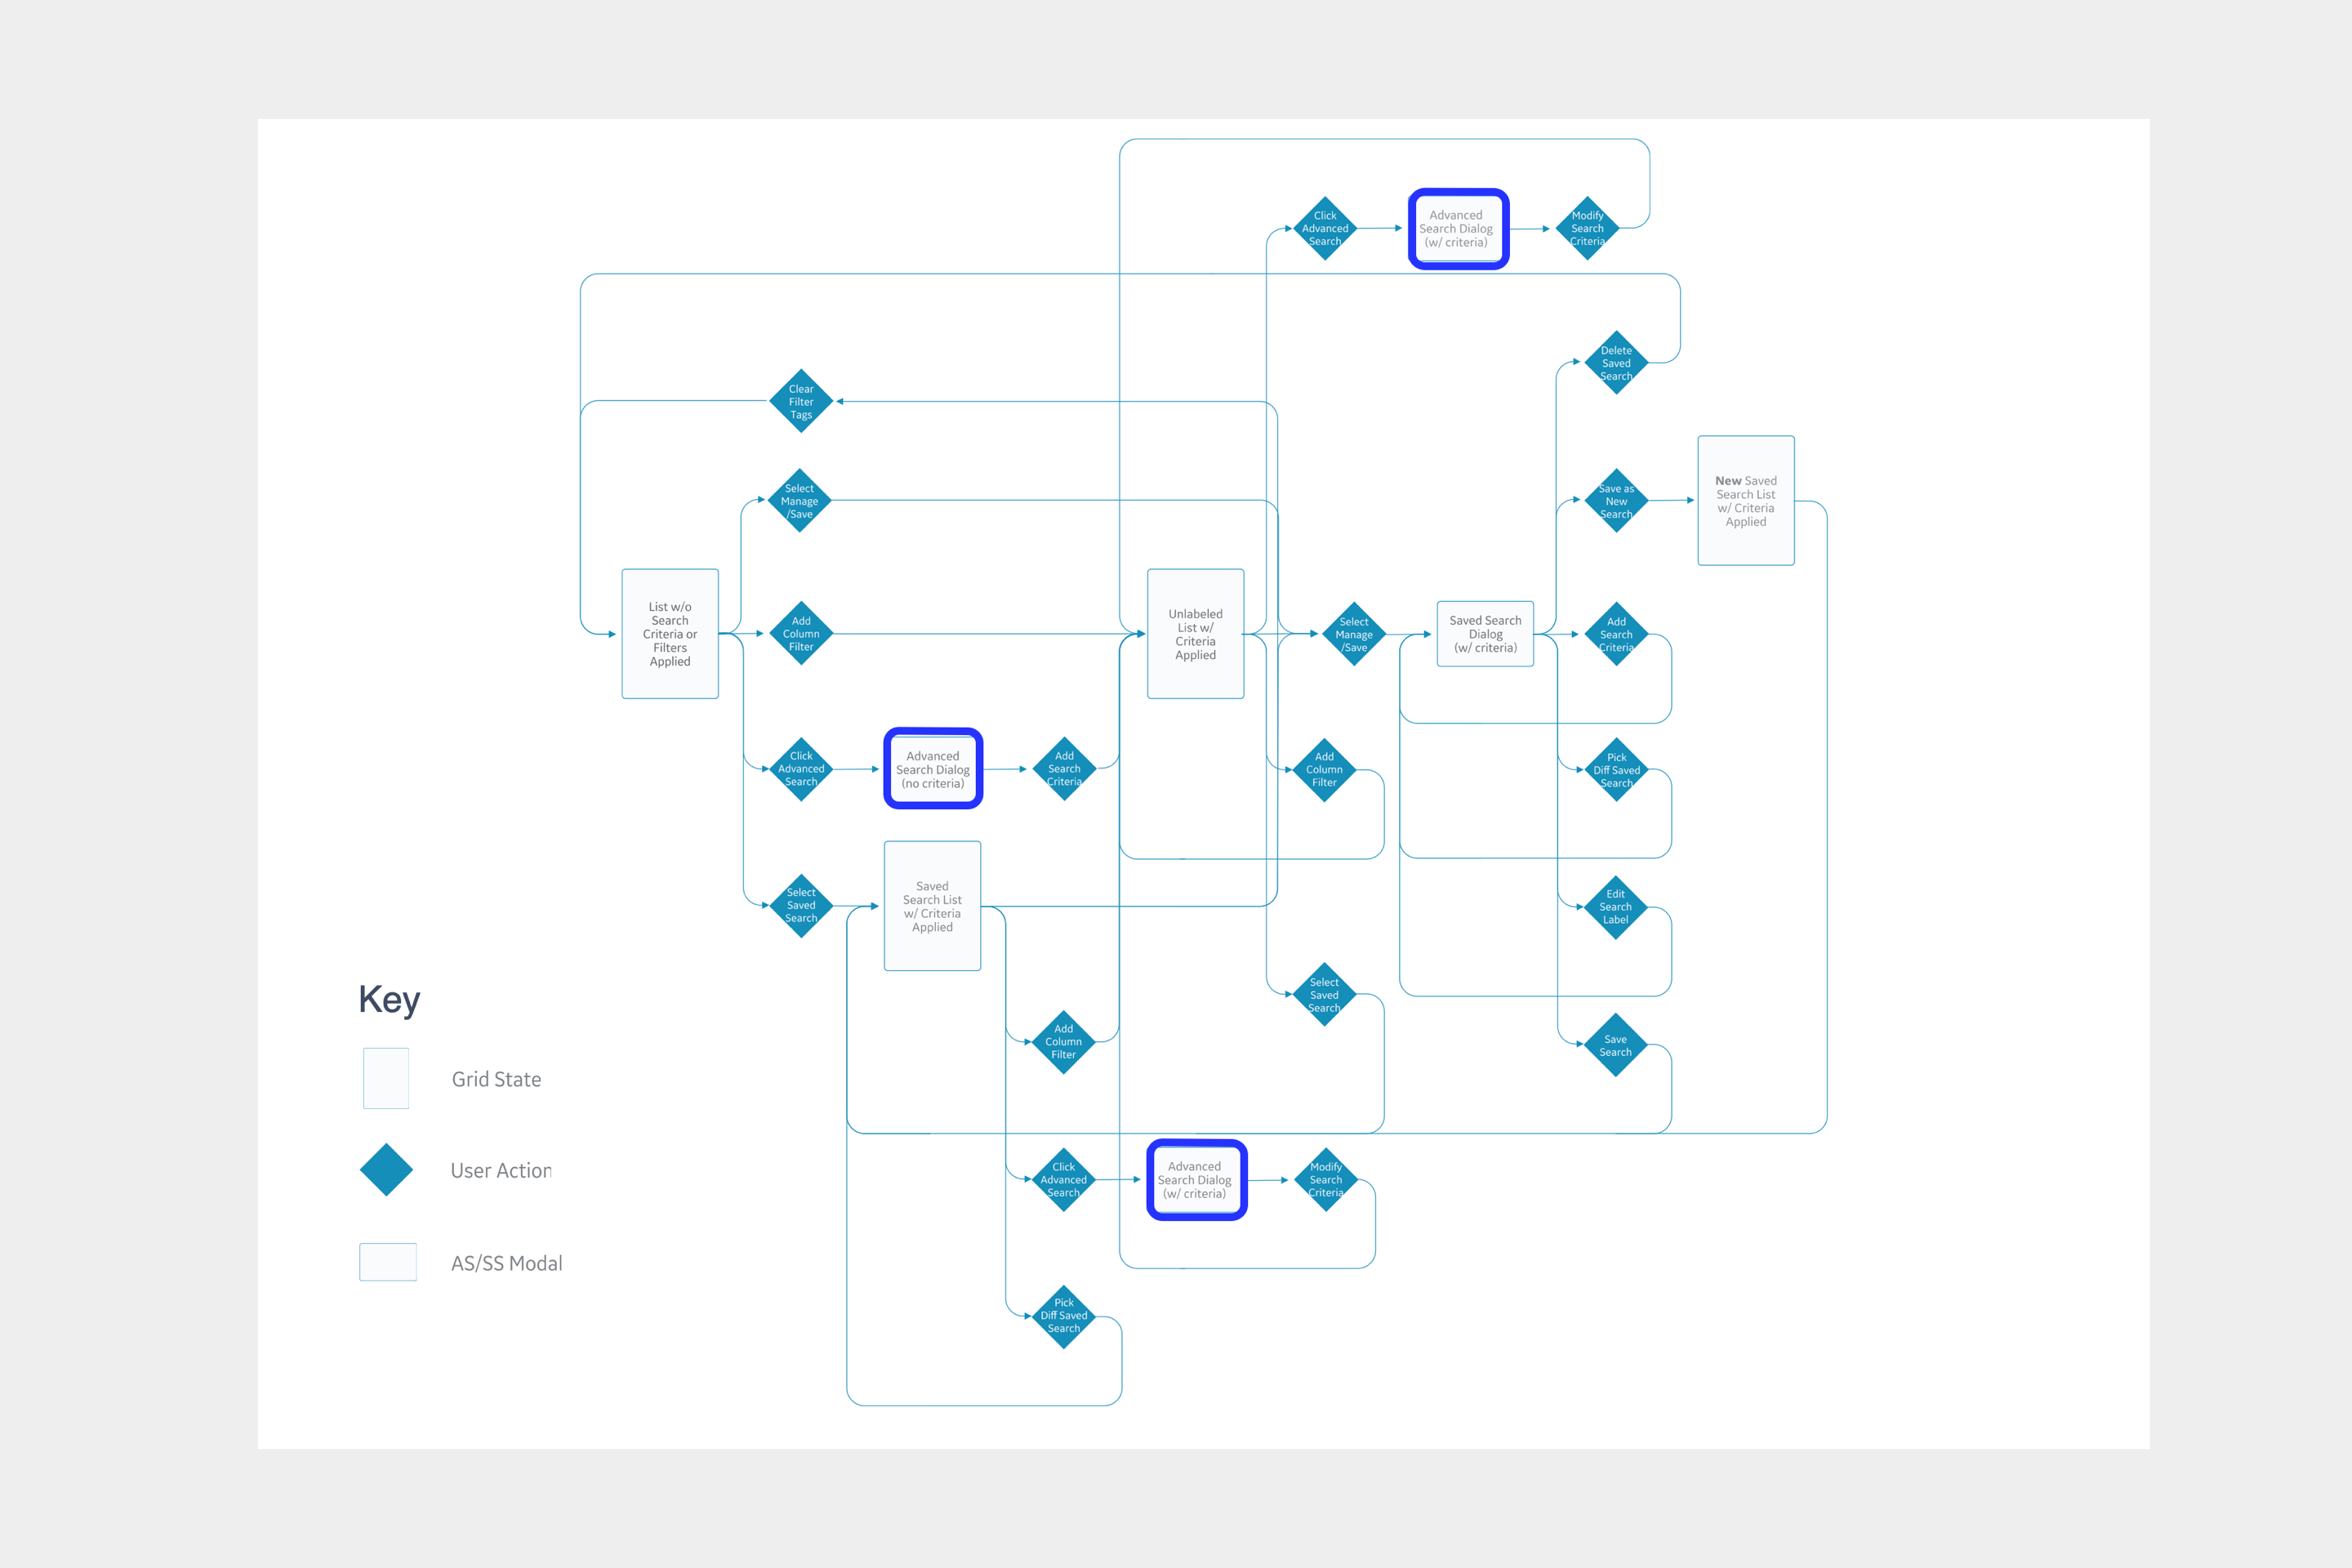 Click
Advanced
Search
Advanced
Search Dialog
(w/ criteria)
Modify
Search
Criteria
Delete
Saved
Search
Clear
Filter
Tags
Select
Manage
/Save
Save as
New
Search
New Saved
Search List
w/ Criteria
Applied
List w/o
Search
Criteria or
Filters
Applied
Add
Column
Filter
Unlabeled
List w/
Criteria
Applied
Select
Manage
/Save
Saved Search
Dialog
(w/ criteria)
Add
Search
Criteria
Click
Advanced
Search
Advanced
Search Dialog
(no criteria)
Add
Search
Criteria
Add
Column
Filter
Pick
Diff Saved
Search
Select
Saved
Search
Saved
Search List
w/ Criteria
Applied
Edit
Search
Label
Select
Saved
Search
Add
Column
Filter
Save
Search
Click
Advanced
Search
Advanced
Search Dialog
(w/ criteria)
Modify
Search
Criteria
Pick
Diff Saved
Search
Key
Grid State
User Action
AS/SS Modal